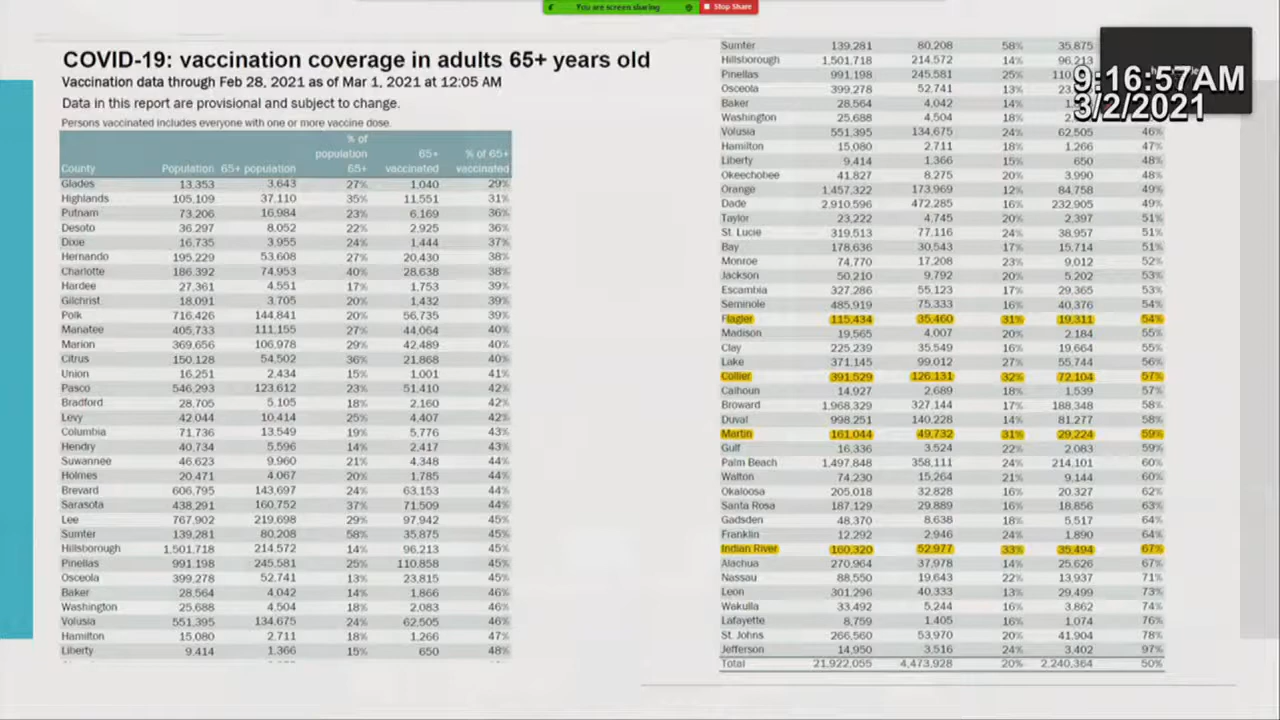 You are screen sharing Stop Share
9:16:57AM
3/2/2021
COVID-19: vaccination coverage in adults 65+ years old
Vaccination data through Feb 28, 2021 as of Mar 1, 2021 at 12:05 AM
Data in this report are provisional and subject to change.
Persons vaccinated includes everyone with one or more vaccine dose.
% of
population 65+ % of 65+
County Population 65+ population 65+ vaccinated vaccinated
Glades 13,353 3,643 27% 1,040 29%
Highlands 105,109 37,110 35% 11,551 31%
Putnam 73,206 16,984 23% 6,169 36%
Desoto 36,297 8,052 22% 2,925 36%
Dixie 16,735 3,955 24% 1,444 37%
Hernando 195,229 53,608 27% 20,430 38%
Charlotte 186,392 74,953 40% 28,638 38%
Hardee 27,361 4,551 17% 1,753 39%
Gilchrist 18,091 3,705 20% 1,432 39%
Polk 716,426 144,841 20% 56,735 39%
Manatee 405,733 111,155 27% 44,064 40%
Marion 369,656 106,978 29% 42,489 40%
Citrus 150,128 54,502 36% 21,868 40%
Union 16,251 2,434 15% 1,001 41%
Pasco 546,293 123,612 23% 51,410 42%
Bradford 28,705 5,105 18% 2,160 42%
Levy 42,044 10,414 25% 4,407 42%
Columbia 71,736 13,549 19% 5,776 43%
Hendry 40,734 5,596 14% 2,417 43%
Suwannee 46,623 9,960 21% 4,348 44%
Holmes 20,471 4,067 20% 1,785 44%
Brevard 606,795 143,697 24% 63,153 44%
Sarasota 438,291 160,752 37% 71,509 44%
Lee 767,902 219,698 29% 97,942 45%
Sumter 139,281 80,208 58% 35,875 45%
Hillsborough 1,501,718 214,572 14% 96,213 45%
Pinellas 991,198 245,581 25% 110,858 45%
Osceola 399,278 52,741 13% 23,815 45%
Baker 28,564 4,042 14% 1,866 46%
Washington 25,688 4,504 18% 2,083 46%
Volusia 551,395 134,675 24% 62,505 46%
Hamilton 15,080 2,711 18% 1,266 47%
Liberty 9,414 1,366 15% 650 48%
Sumter 139,281 80,208 58% 35,875
Hillsborough 1,501,718 214,572 14% 96,213
Pinellas 991,198 245,581 25% 110
Osceola 399,278 52,741 13% 23
Baker 28,564 4,042 14% 1
Washington 25,688 4,504 18% 2
Volusia 551,395 134,675 24% 62,505 46%
Hamilton 15,080 2,711 18% 1,266 47%
Liberty 9,414 1,366 15% 650 48%
Okeechobee 41,827 8,275 20% 3,990 48%
Orange 1,457,322 173,969 12% 84,758 49%
Dade 2,910,596 472,285 16% 232,905 49%
Taylor 23,222 4,745 20% 2,397 51%
St. Lucie 319,513 77,116 24% 38,957 51%
Bay 178,636 30,543 17% 15,714 51%
Monroe 74,770 17,208 23% 9,012 52%
Jackson 50,210 9,792 20% 5,202 53%
Escambia 327,286 55,123 17% 29,365 53%
Seminole 485,919 75,333 16% 40,376 54%
Flagler 115,434 35,460 31% 19,311 54%
Madison 19,565 4,007 20% 2,184 55%
Clay 225,239 35,549 16% 19,664 55%
Lake 371,145 99,012 27% 55,744 56%
Collier 391,529 126,131 32% 72,104 57%
Calhoun 14,927 2,689 18% 1,539 57%
Broward 1,968,329 327,144 17% 188,348 58%
Duval 998,251 140,228 14% 81,277 58%
Martin 161,044 49,732 31% 29,224 59%
Gulf 16,336 3,524 22% 2,083 59%
Palm Beach 1,497,848 358,111 24% 214,101 60%
Walton 74,230 15,264 21% 9,144 60%
Okaloosa 205,018 32,828 16% 20,327 62%
Santa Rosa 187,129 29,889 16% 18,856 63%
Gadsden 48,370 8,638 18% 5,517 64%
Franklin 12,292 2,946 24% 1,890 64%
Indian River 160,320 52,977 33% 35,494 67%
Alachua 270,964 37,978 14% 25,626 67%
Nassau 88,550 19,643 22% 13,937 71%
Leon 301,296 40,333 13% 29,499 73%
Wakulla 33,492 5,244 16% 3,862 74%
Lafayette 8,759 1,405 16% 1,074 76%
St. Johns 266,560 53,970 20% 41,904 78%
Jefferson 14,950 3,516 24% 3,402 97%
Total 21,922,055 4,473,928 20% 2,240,364 50%